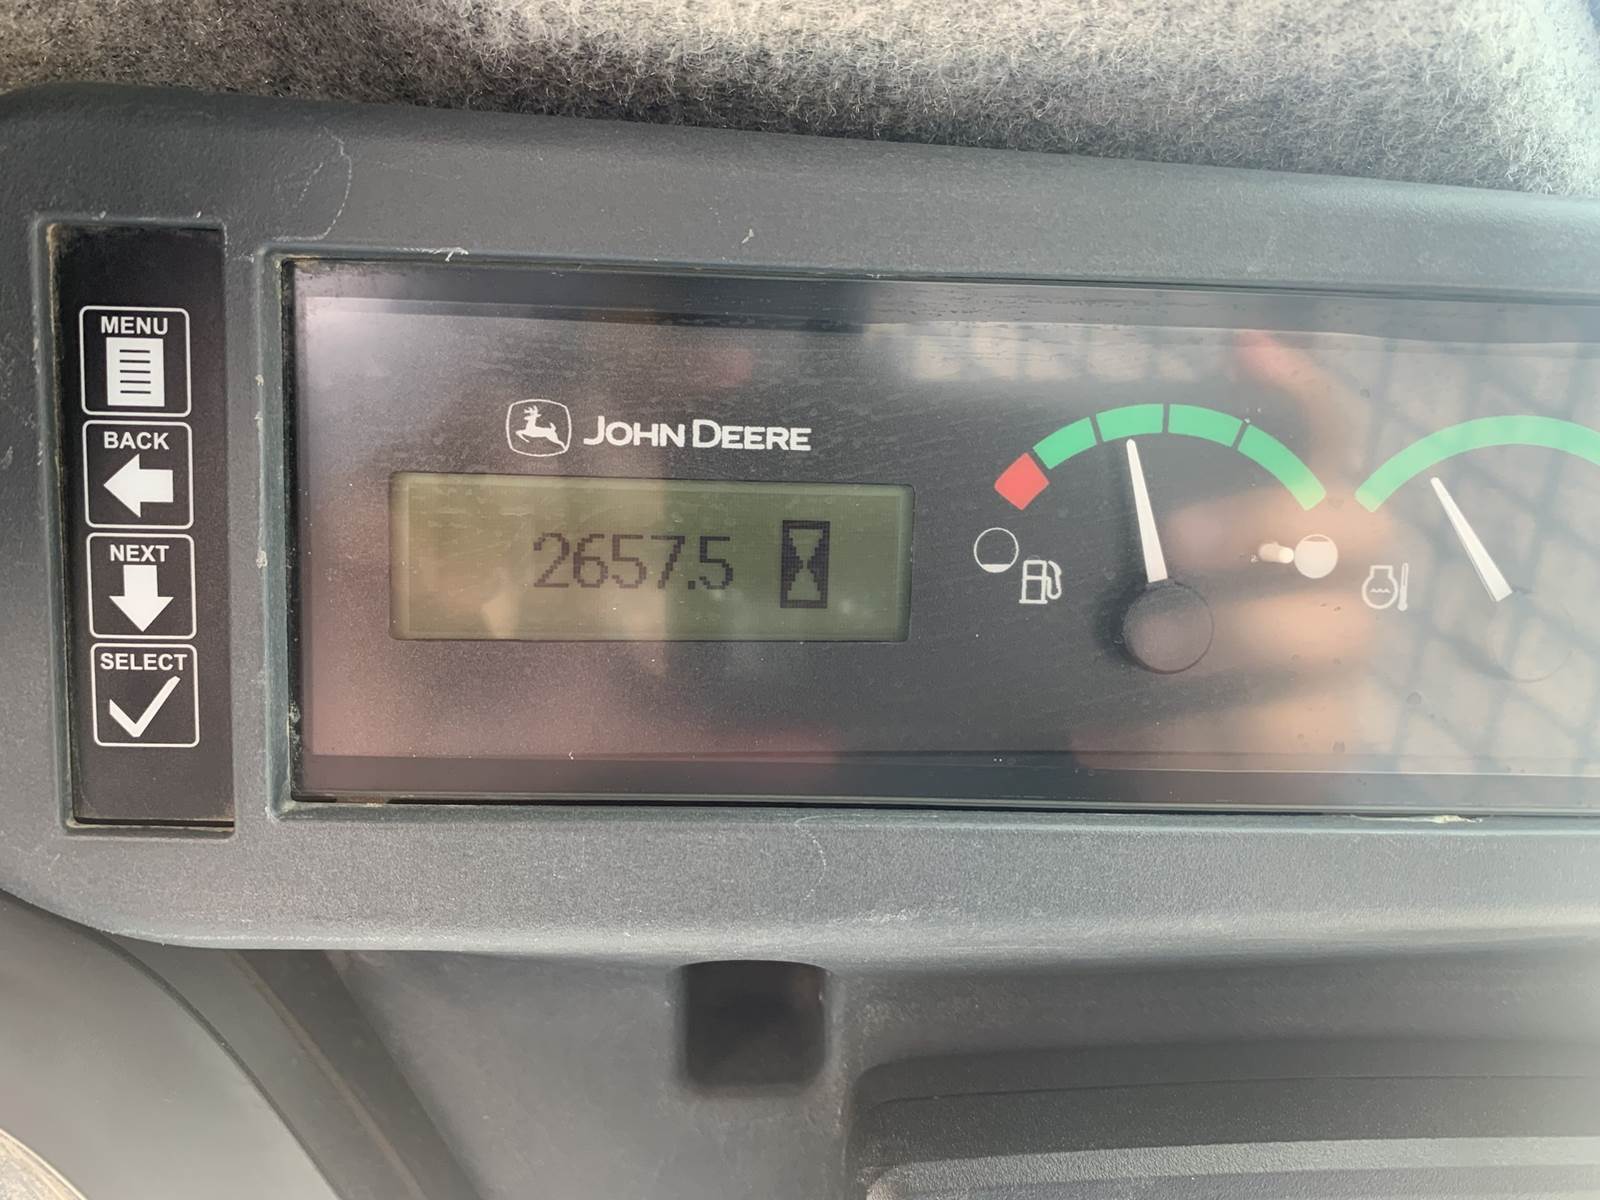 MENU
BACK
NEXT
SELECT
JOHN DEERE
2657.5